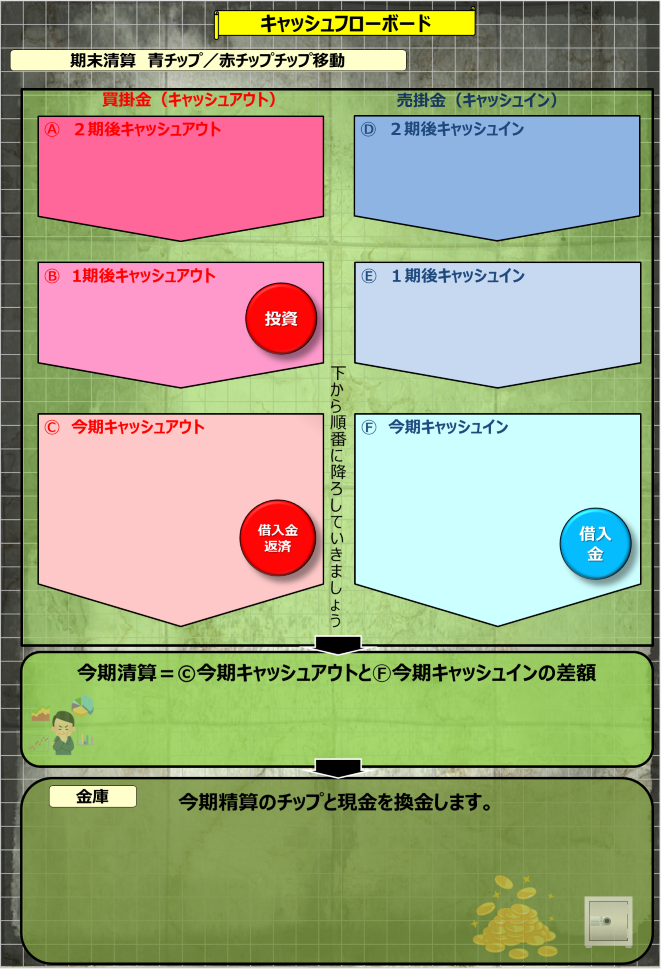 キャッシュフローボード
期末清算　青チップ／赤チップチップ移動
買掛金（キャッシュアウト）
売掛金（キャッシュイン）
Ⓐ　２期後キャッシュアウト
Ⓓ　２期後キャッシュイン
Ⓑ　1期後キャッシュアウト
投資
Ⓔ　１期後キャッシュイン
下から順番に降ろしていきましょう
Ⓒ　今期キャッシュアウト
借入金
返済
Ⓕ　今期キャッシュイン
借入
金
今期清算＝Ⓒ今期キャッシュアウトとⒻ今期キャッシュインの差額
金庫
今期精算のチップと現金を換金します。